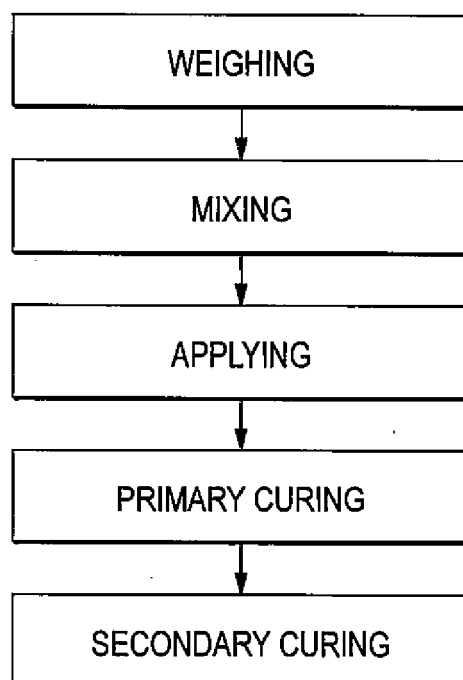 WEIGHING
MIXING
APPLYING
PRIMARY CURING
SECONDARY CURING